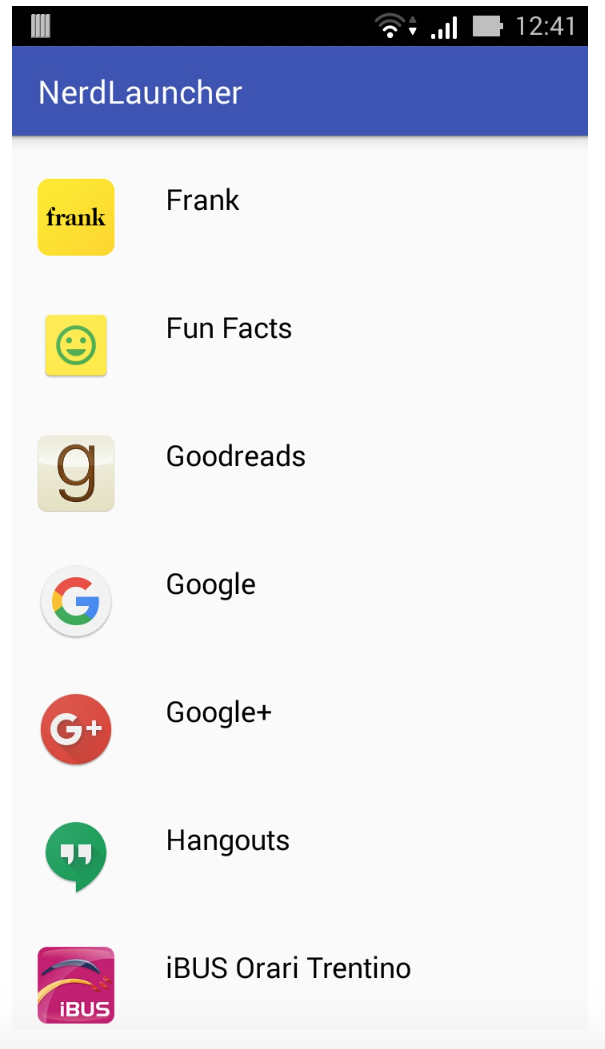 12:41
NerdLauncher
frank
Frank
Fun Facts
g
Goodreads
G
Google
G+
Google+
Hangouts
iBUS
iBUS Orari Trentino